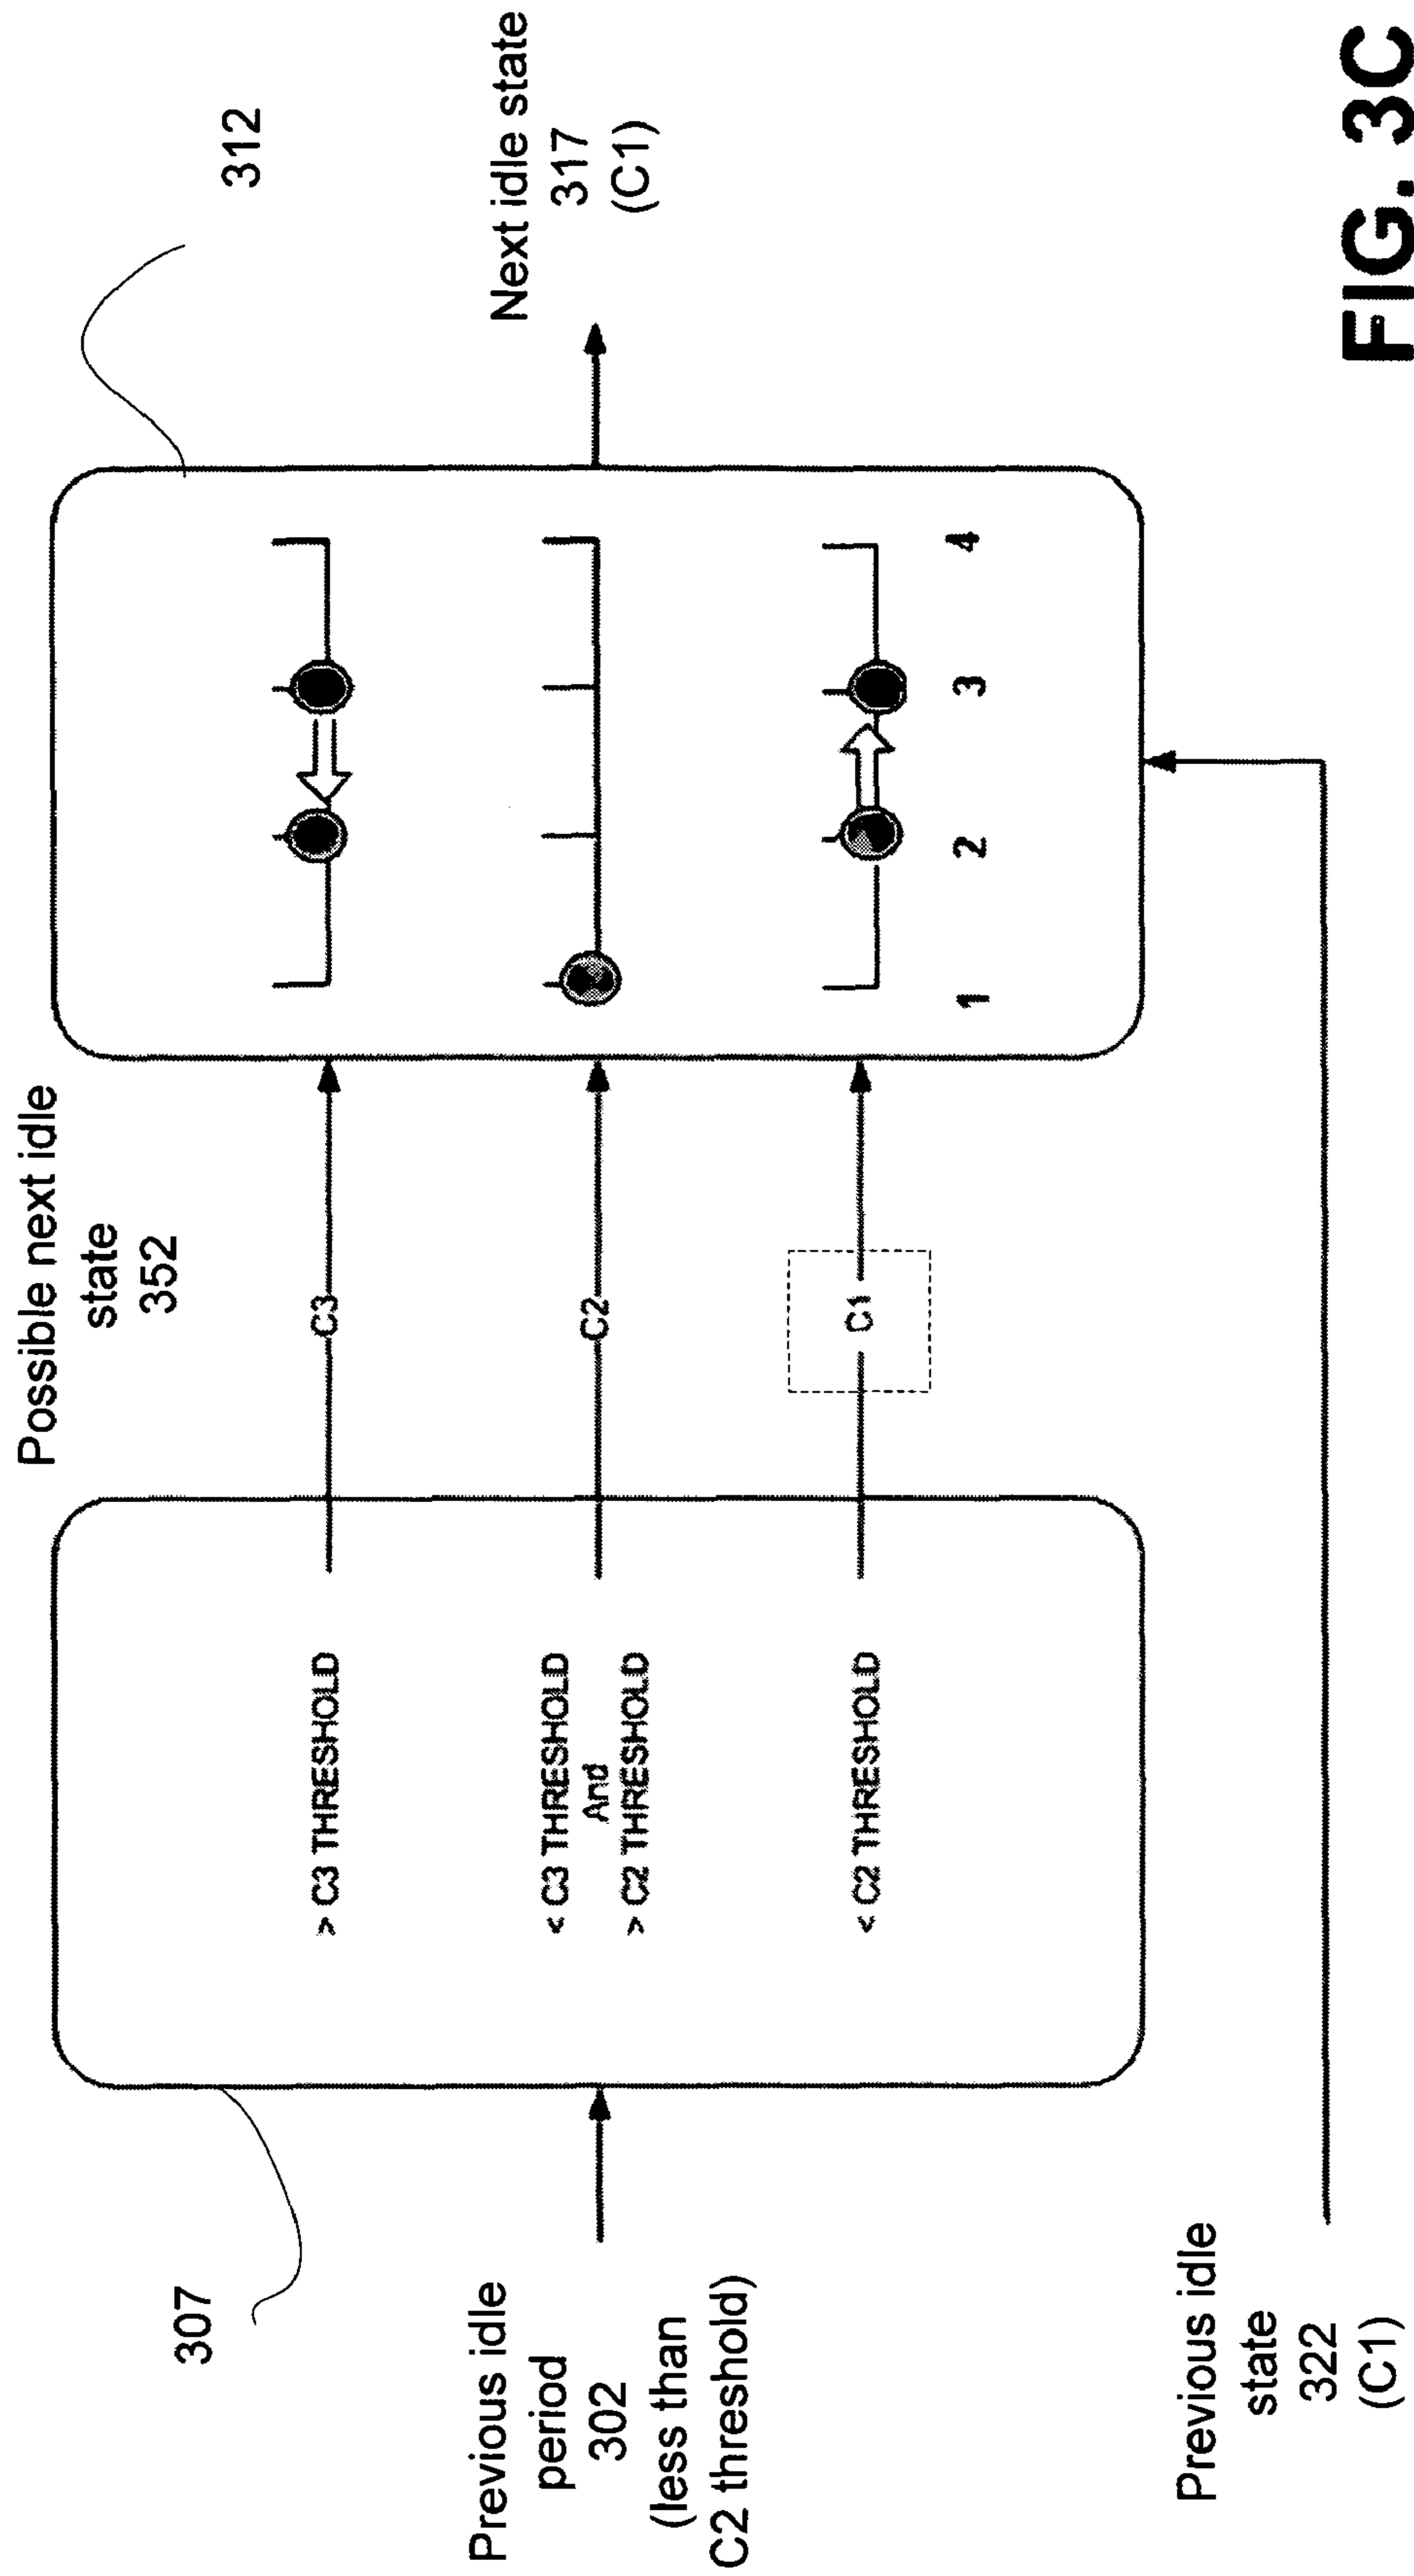 Possible next idle
state
352
307
312
> C3 THRESHOLD
C3
< C3 THRESHOLD
And
> C2 THRESHOLD
C2
< C2 THRESHOLD
C1
1 2 3 4
Previous idle
period
302
(less than
C2 threshold)
Next idle state
317
(C1)
Previous idle
state
322
(C1)
FIG. 3C